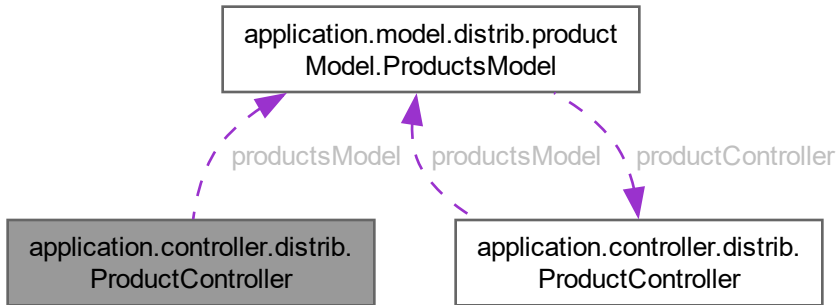 application.model.distrib.product
Model.ProductsModel
productsModel
productsModel
productController
application.controller.distrib.
ProductController
application.controller.distrib.
ProductController